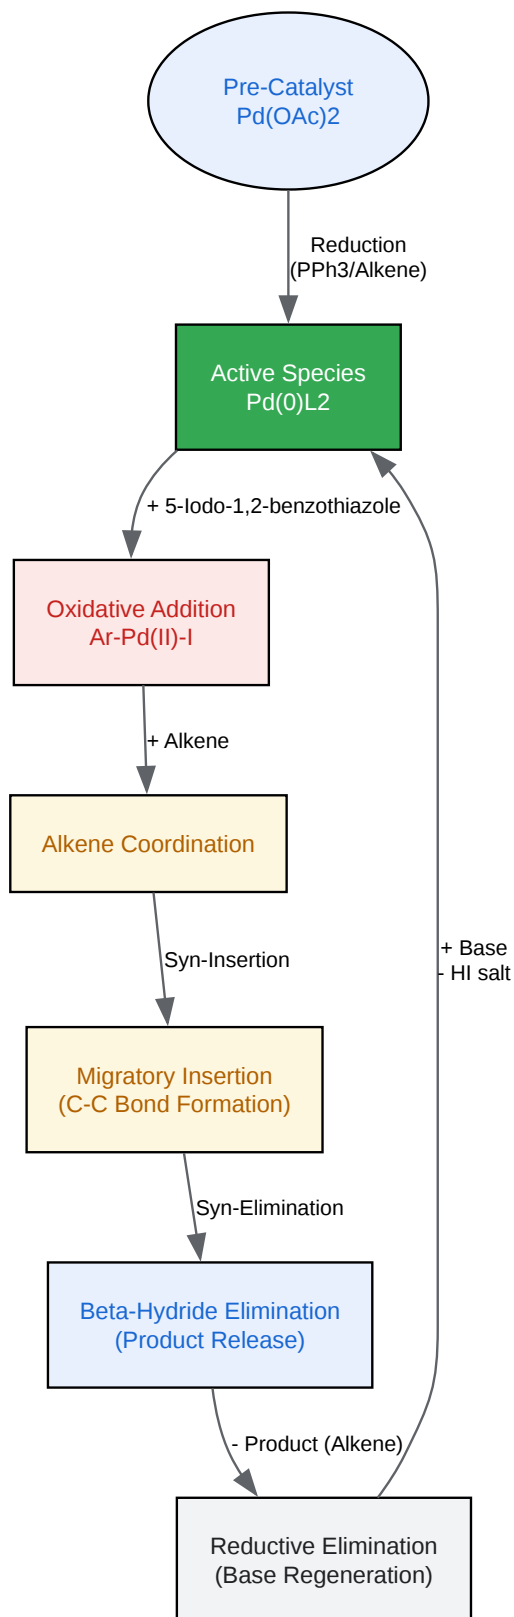 Pre-Catalyst
Pd(OAc)2
Reduction
(PPh3/Alkene)
Active Species
Pd(0)L2
+ 5-Iodo-1,2-benzothiazole
Oxidative Addition
Ar-Pd(II)-I
+ Alkene
Alkene Coordination
Syn-Insertion
+ Base
- HI salt
Migratory Insertion
(C-C Bond Formation)
Syn-Elimination
Beta-Hydride Elimination
(Product Release)
- Product (Alkene)
Reductive Elimination
(Base Regeneration)